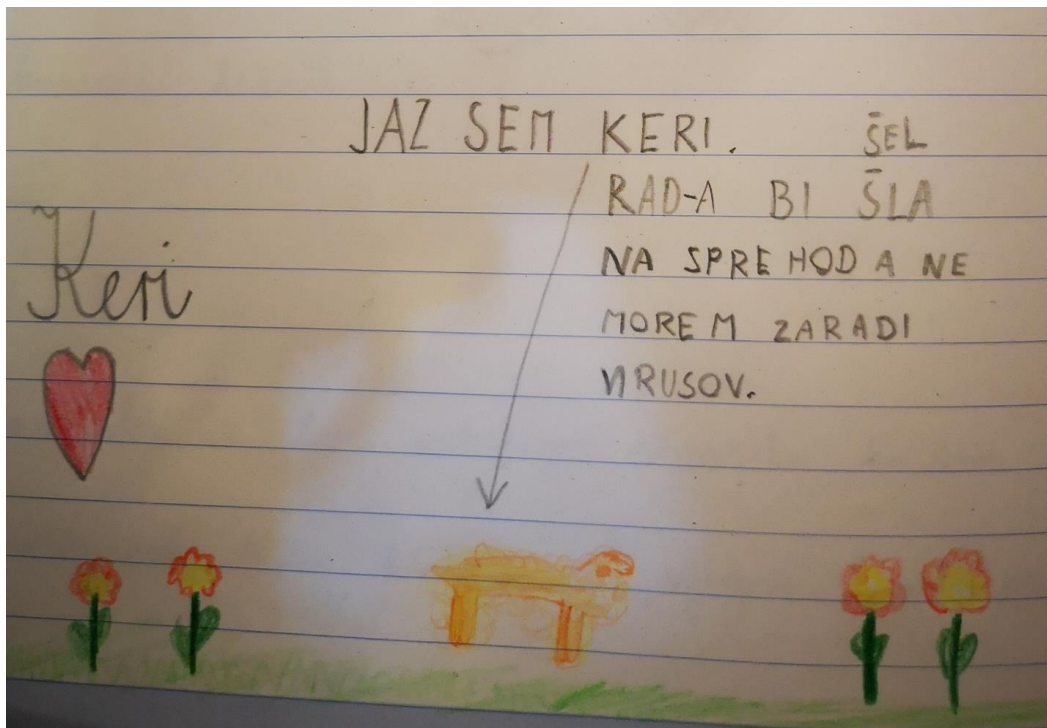 JAZ SEM KERI. ŠEL
RAD-A BI ŠLA
NA SPREHOD A NE
MOREM ZARADI
VIRUSOV.
Keri